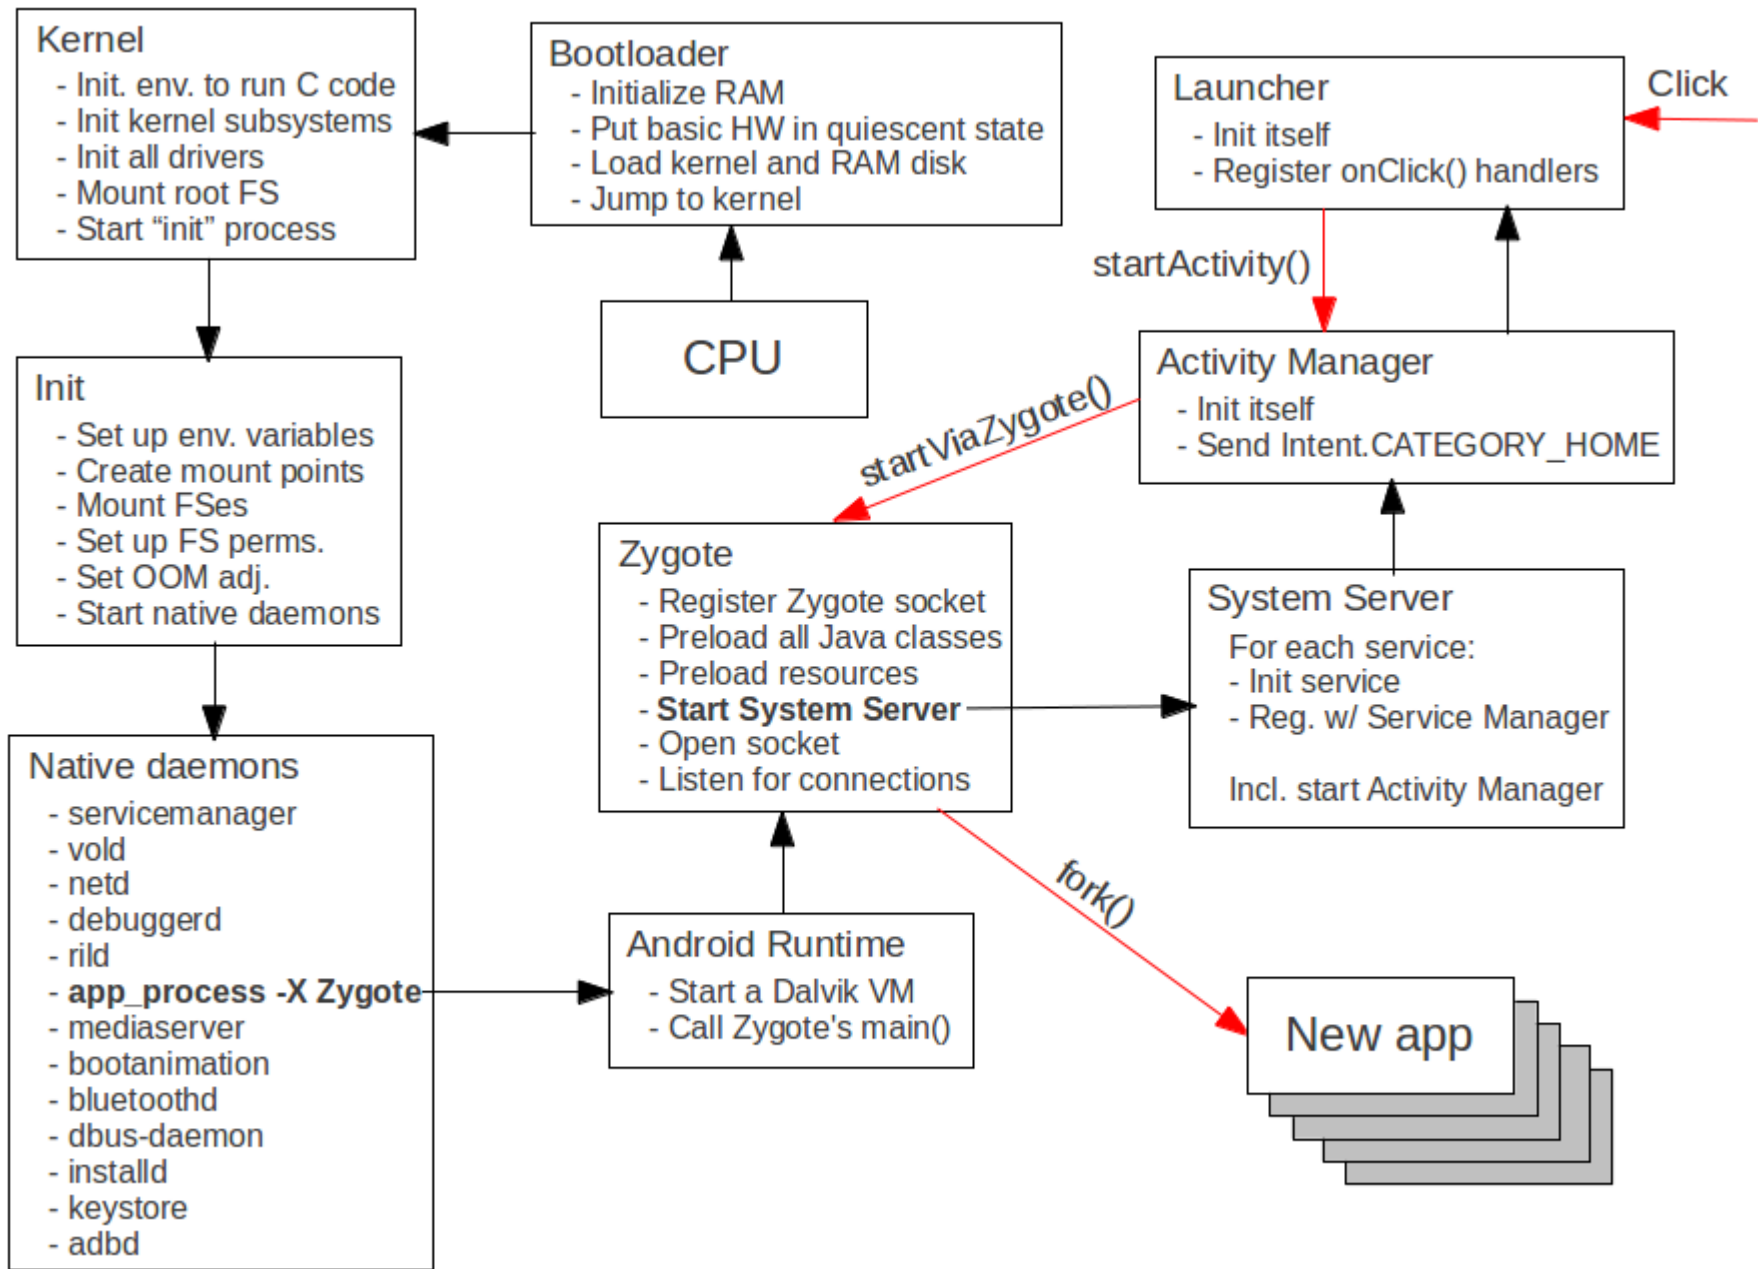 Kernel
- Init. env. to run C code
- Init kernel subsystems
- Init all drivers
- Mount root FS
- Start “init” process
Bootloader
- Initialize RAM
- Put basic HW in quiescent state
- Load kernel and RAM disk
- Jump to kernel
Launcher
- Init itself
- Register onClick() handlers
Click
startActivity()
CPU
Activity Manager
- Init itself
- Send Intent.CATEGORY_HOME
startViaZygote()
Init
- Set up env. variables
- Create mount points
- Mount FSes
- Set up FS perms.
- Set OOM adj.
- Start native daemons
Zygote
- Register Zygote socket
- Preload all Java classes
- Preload resources
- Start System Server
- Open socket
- Listen for connections
System Server
For each service:
- Init service
- Reg. w/ Service Manager
Incl. start Activity Manager
Native daemons
- servicemanager
- vold
- netd
- debuggerd
- rild
- app_process -X Zygote
- mediaserver
- bootanimation
- bluetoothd
- dbus-daemon
- installd
- keystore
- adbd
Android Runtime
- Start a Dalvik VM
- Call Zygote's main()
fork()
New app